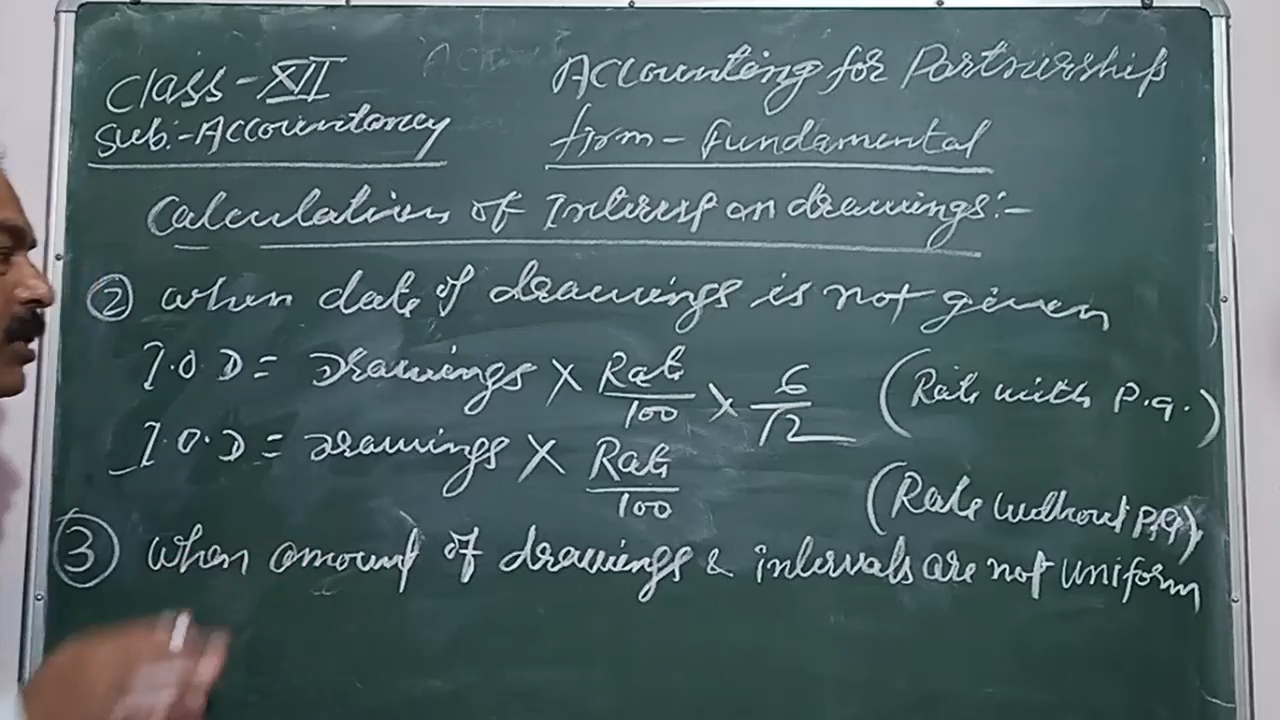 Class-XII
Sub:-Accountancy
Accounting for Partnership
firm - Fundamental
Calculation of Interest on drawings:-
② when date of drawings is not given
I.O.D = Drawings × Rate/100 × 6/12 (Rate with P.a.)
I.O.D = Drawings × Rate/100 (Rate without P.a.)
③ When amount of drawings & intervals are not uniform